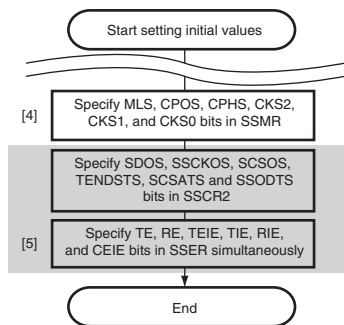 Start setting initial values
[4]
Specify MLS, CPOS, CPHS, CKS2,
CKS1, and CKS0 bits in SSMR
Specify SDOS, SSCKOS, SCSOS,
TENDSTS, SCSATS and SSODTS
bits in SSCR2
[5]
Specify TE, RE, TEIE, TIE, RIE,
and CEIE bits in SSER simultaneously
End